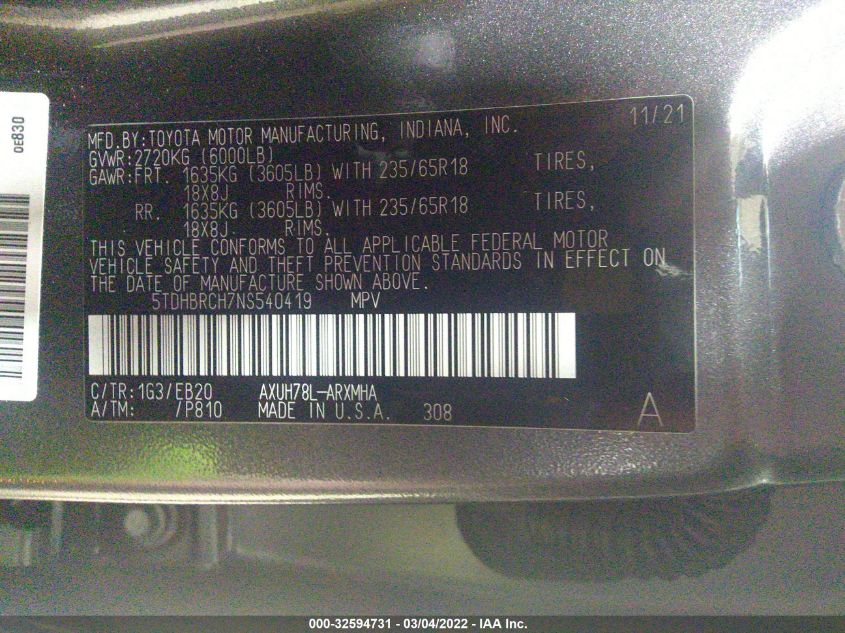 0E830
11/21
MFD.BY:TOYOTA MOTOR MANUFACTURING, INDIANA, INC.
GVWR:2720KG (6000LB)
GAWR:FRT. 1635KG (3605LB) WITH 235/65R18 TIRES,
18X8J RIMS.
RR. 1635KG (3605LB) WITH 235/65R18 TIRES,
18X8J. RIMS.
THIS VEHICLE CONFORMS TO ALL APPLICABLE FEDERAL MOTOR
VEHICLE SAFETY AND THEFT PREVENTION STANDARDS IN EFFECT ON
THE DATE OF MANUFACTURE SHOWN ABOVE.
5TDHBRCH7NS540419 MPV
C/TR:1G3/EB20 AXUH78L-ARXMHA
A/TM: /P810 MADE IN U.S.A. 308
A
000-32594731 - 03/04/2022 - IAA Inc.